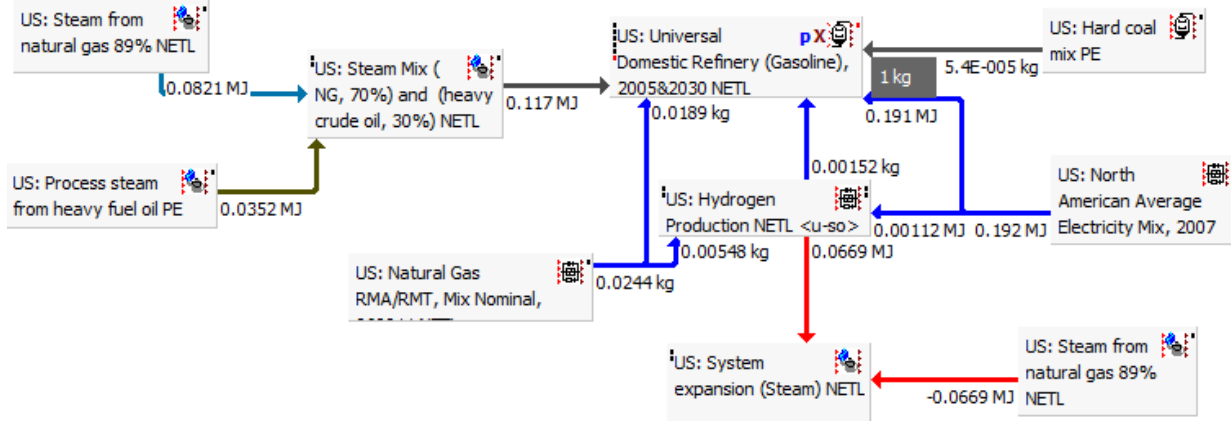 US: Steam from
natural gas 89% NETL
0.0821 MJ
US: Steam Mix (
NG, 70%) and (heavy
crude oil, 30%) NETL
0.117 MJ
US: Process steam
from heavy fuel oil PE
0.0352 MJ
US: Universal
pX
Domestic Refinery (Gasoline),
2005&2030 NETL
1 kg
US: Hard coal
mix PE
5.4E-005 kg
0.0189 kg
0.191 MJ
0.00152 kg
US: Hydrogen
Production NETL <u-so>
0.00548 kg
0.0669 MJ
0.00112 MJ
0.192 MJ
US: North
American Average
Electricity Mix, 2007
US: Natural Gas
RMA/RMT, Mix Nominal,
0.0244 kg
US: System
expansion (Steam) NETL
-0.0669 MJ
US: Steam from
natural gas 89%
NETL